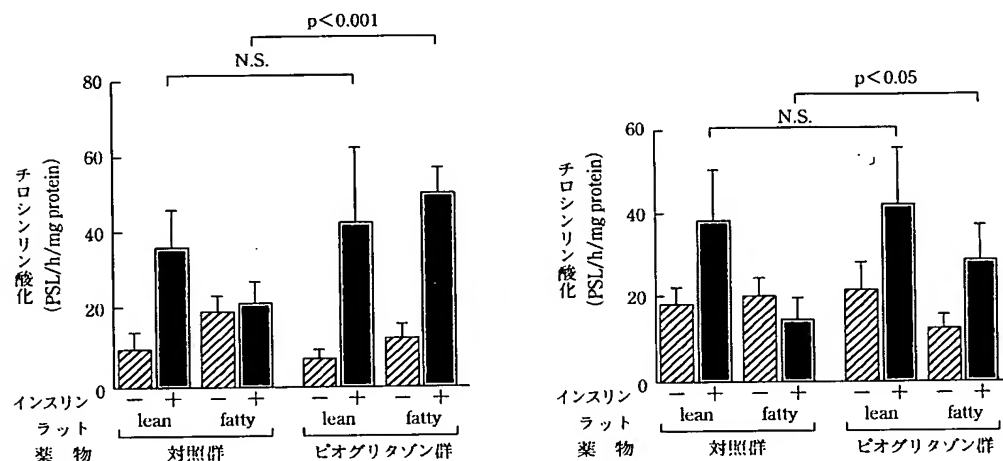 p<0.001
N.S.
80
60
40
20
0
チロシンリン酸化
(PSL/h/mg protein)
インスリン - + - + - + - +
ラット lean fatty lean fatty
薬物 対照群 ピオグリタゾン群
p<0.05
N.S.
60
40
20
0
チロシンリン酸化
(PSL/h/mg protein)
インスリン - + - + - + - +
ラット lean fatty lean fatty
薬物 対照群 ピオグリタゾン群